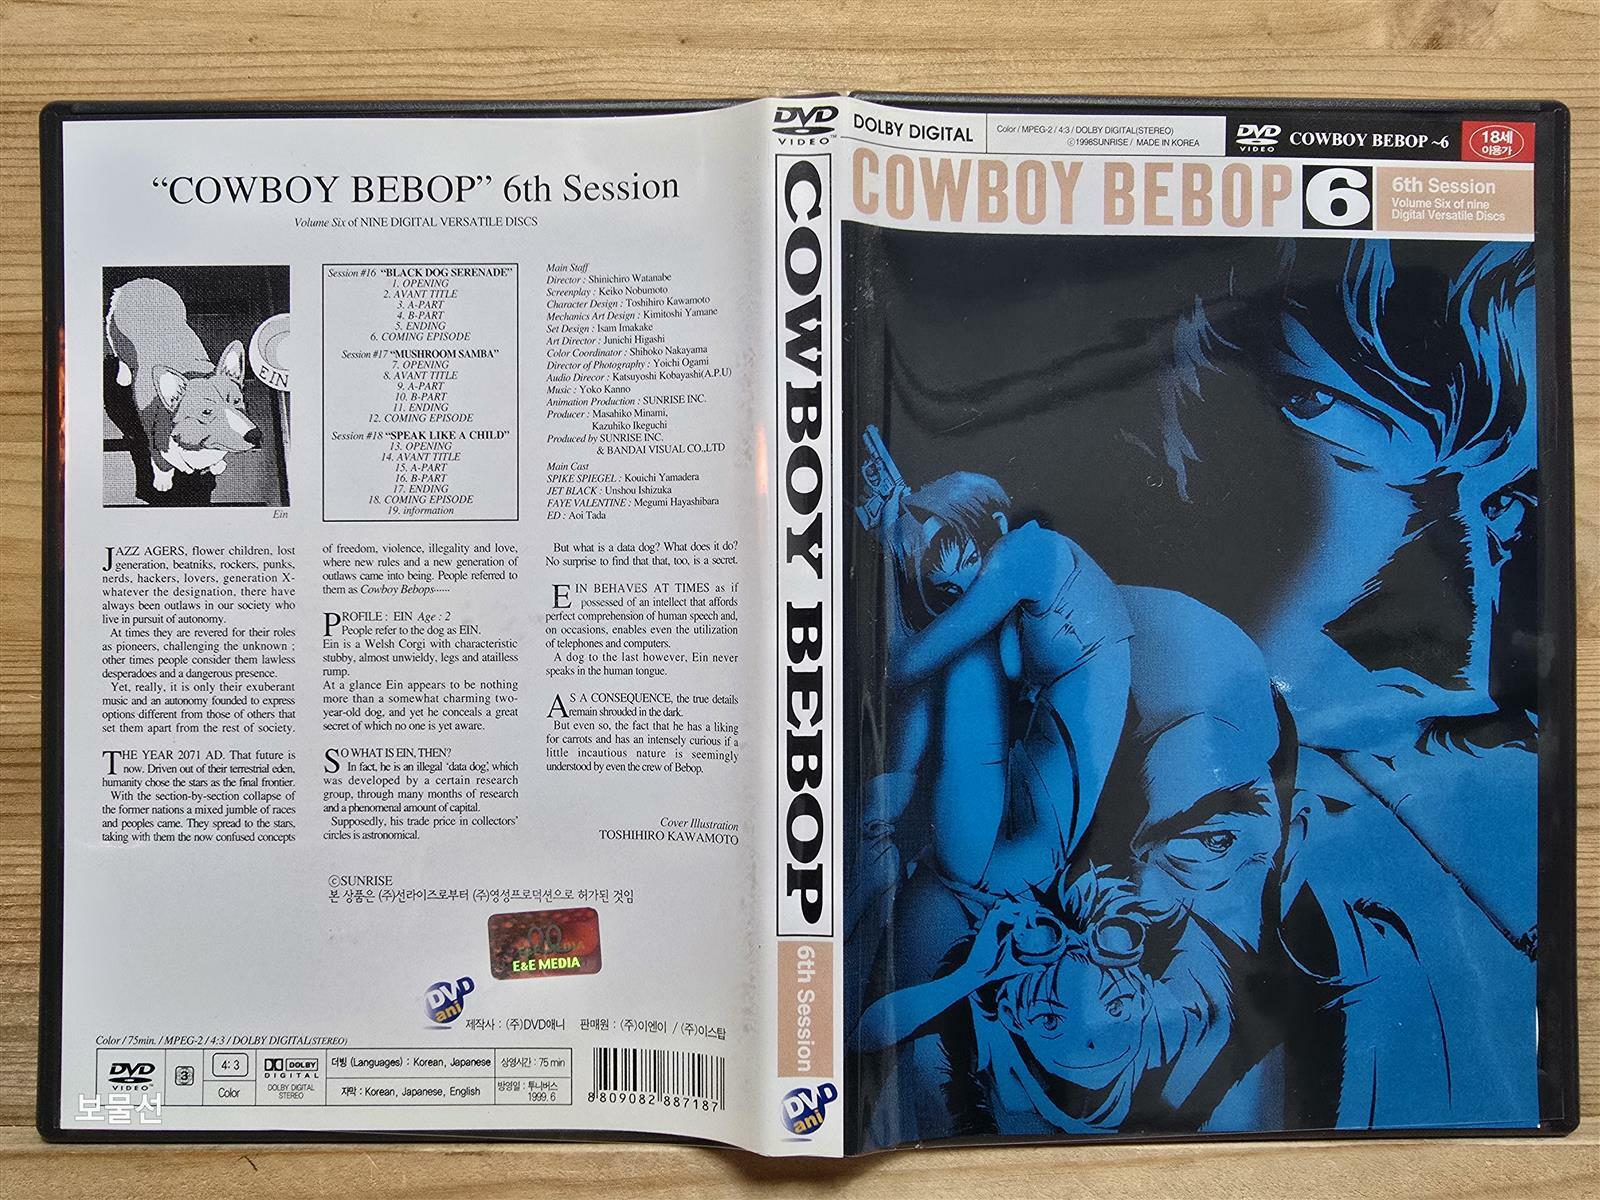 “COWBOY BEBOP” 6th Session
Volume Six of NINE DIGITAL VERSATILE DISCS
EIN
Ein
Session #16 “BLACK DOG SERENADE”
1. OPENING
2. AVANT TITLE
3. A-PART
4. B-PART
5. ENDING
6. COMING EPISODE
Session #17 “MUSHROOM SAMBA”
7. OPENING
8. AVANT TITLE
9. A-PART
10. B-PART
11. ENDING
12. COMING EPISODE
Session #18 “SPEAK LIKE A CHILD”
13. OPENING
14. AVANT TITLE
15. A-PART
16. B-PART
17. ENDING
18. COMING EPISODE
19. information
Main Staff
Director : Shinichiro Watanabe
Screenplay : Keiko Nobumoto
Character Design : Toshihiro Kawamoto
Mechanics Art Design : Kimitoshi Yamane
Set Design : Isam Imakake
Art Director : Junichi Higashi
Color Coordinator : Shihoko Nakayama
Director of Photography : Yoichi Ogami
Audio Direcor : Katsuyoshi Kobayashi(A.P.U)
Music : Yoko Kanno
Animation Production : SUNRISE INC.
Producer : Masahiko Minami,
Kazuhiko Ikeguchi
Produced by SUNRISE INC.
& BANDAI VISUAL CO.,LTD
Main Cast
SPIKE SPIEGEL : Kouichi Yamadera
JET BLACK : Unshou Ishizuka
FAYE VALENTINE : Megumi Hayashibara
ED : Aoi Tada
JAZZ AGERS, flower children, lost
generation, beatniks, rockers, punks,
nerds, hackers, lovers, generation X-
whatever the designation, there have
always been outlaws in our society who
live in pursuit of autonomy.
At times they are revered for their roles
as pioneers, challenging the unknown ;
other times people consider them lawless
desperadoes and a dangerous presence.
Yet, really, it is only their exuberant
music and an autonomy founded to express
options different from those of others that
set them apart from the rest of society.
THE YEAR 2071 AD. That future is
now. Driven out of their terrestrial eden,
humanity chose the stars as the final frontier.
With the section-by-section collapse of
the former nations a mixed jumble of races
and peoples came. They spread to the stars,
taking with them the now confused concepts
of freedom, violence, illegality and love,
where new rules and a new generation of
outlaws came into being. People referred to
them as Cowboy Bebops······
PROFILE : EIN Age : 2
People refer to the dog as EIN.
Ein is a Welsh Corgi with characteristic
stubby, almost unwieldy, legs and atailless
rump.
At a glance Ein appears to be nothing
more than a somewhat charming two-
year-old dog, and yet he conceals a great
secret of which no one is yet aware.
SO WHAT IS EIN, THEN?
In fact, he is an illegal ‘data dog’, which
was developed by a certain research
group, through many months of research
and a phenomenal amount of capital.
Supposedly, his trade price in collectors’
circles is astronomical.
But what is a data dog? What does it do?
No surprise to find that that, too, is a secret.
EIN BEHAVES AT TIMES as if
possessed of an intellect that affords
perfect comprehension of human speech and,
on occasions, enables even the utilization
of telephones and computers.
A dog to the last however, Ein never
speaks in the human tongue.
AS A CONSEQUENCE, the true details
remain shrouded in the dark.
But even so, the fact that he has a liking
for carrots and has an intensely curious if a
little incautious nature is seemingly
understood by even the crew of Bebop.
Cover Illustration
TOSHIHIRO KAWAMOTO
ⓒSUNRISE
본 상품은 (주)선라이즈로부터 (주)영성프로덕션으로 허가된 것임
E&E MEDIA
DVD ani
제작사 : (주)DVD애니 판매원 : (주)이엔이 / (주)이스탑
Color / 75min. / MPEG-2 / 4:3 / DOLBY DIGITAL(STEREO)
DVD VIDEO
3
4:3
Color
DOLBY DIGITAL
DOLBY DIGITAL STEREO
더빙 (Languages) : Korean, Japanese
자막 : Korean, Japanese, English
상영시간 : 75 min
방영일 : 투니버스 1999. 6
8 809082 887187
보물선
DVD VIDEO
COWBOY BEBOP
6th Session
DVD ani
DOLBY DIGITAL
Color / MPEG-2 / 4:3 / DOLBY DIGITAL(STEREO)
ⓒ1998SUNRISE / MADE IN KOREA
DVD VIDEO
COWBOY BEBOP ~6
18세 이용가
COWBOY BEBOP 6
6th Session
Volume Six of nine
Digital Versatile Discs